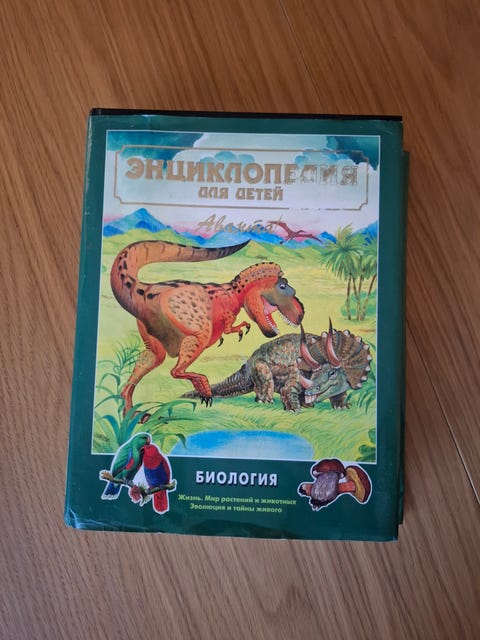 ЭНЦИКЛОПЕДИЯ
ДЛЯ ДЕТЕЙ
Аванта+
БИОЛОГИЯ
Жизнь. Мир растений и животных
Эволюция и тайны живого